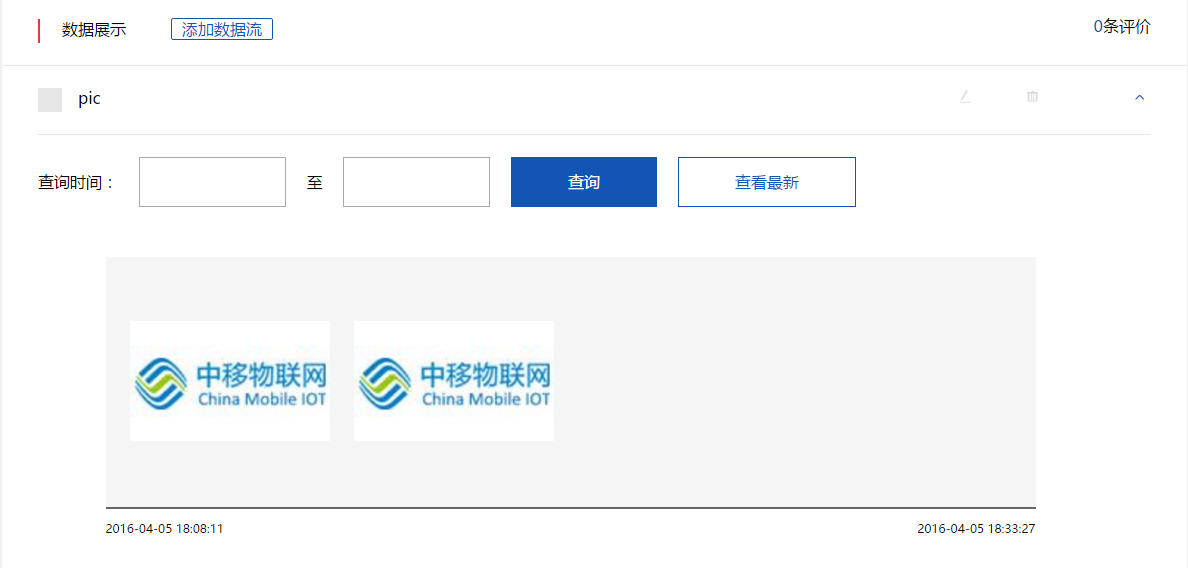 数据展示 添加数据流 0条评价
pic
查询时间： 至 查询 查看最新
中移物联网 中移物联网
China Mobile IOT China Mobile IOT
2016-04-05 18:08:11 2016-04-05 18:33:27